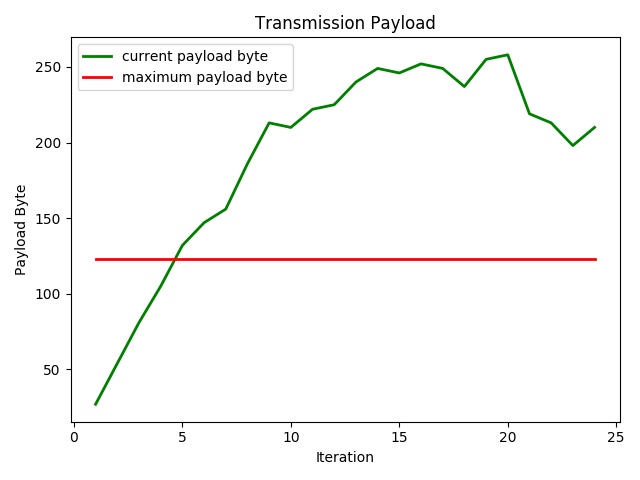 Transmission Payload
current payload byte
maximum payload byte
Payload Byte
250
200
150
100
50
0 5 10 15 20 25
Iteration